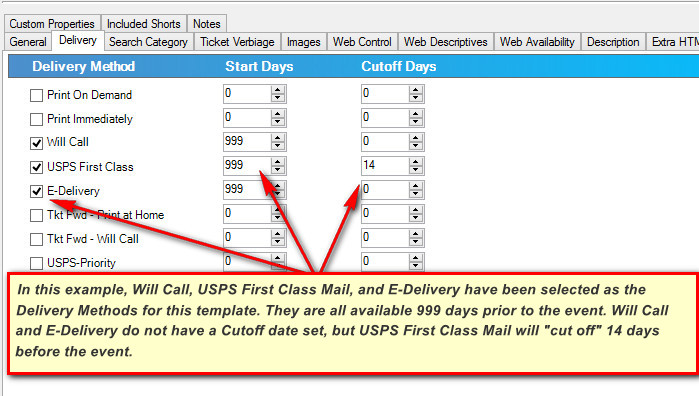 Custom Properties Included Shorts Notes
General Delivery Search Category Ticket Verbiage Images Web Control Web Descriptives Web Availability Description Extra HTM
Delivery Method Start Days Cutoff Days
Print On Demand 0 0
Print Immediately 0 0
Will Call 999 0
USPS First Class 999 14
E-Delivery 999 0
Tkt Fwd - Print at Home 0 0
Tkt Fwd - Will Call 0 0
USPS-Priority 0 0
In this example, Will Call, USPS First Class Mail, and E-Delivery have been selected as the
Delivery Methods for this template. They are all available 999 days prior to the event. Will Call
and E-Delivery do not have a Cutoff date set, but USPS First Class Mail will "cut off" 14 days
before the event.